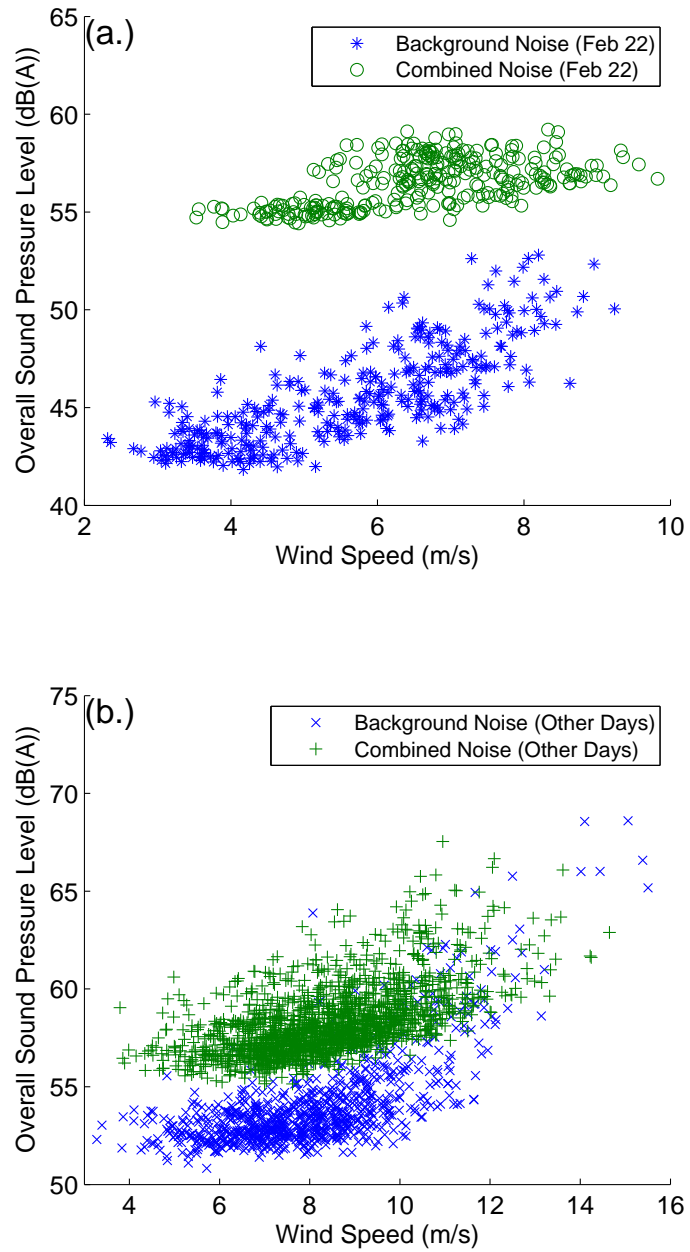 (a.)
Background Noise (Feb 22)
Combined Noise (Feb 22)
65
60
55
50
45
40
Overall Sound Pressure Level (dB(A))
2 4 6 8 10
Wind Speed (m/s)
(b.)
Background Noise (Other Days)
Combined Noise (Other Days)
75
70
65
60
55
50
Overall Sound Pressure Level (dB(A))
4 6 8 10 12 14 16
Wind Speed (m/s)